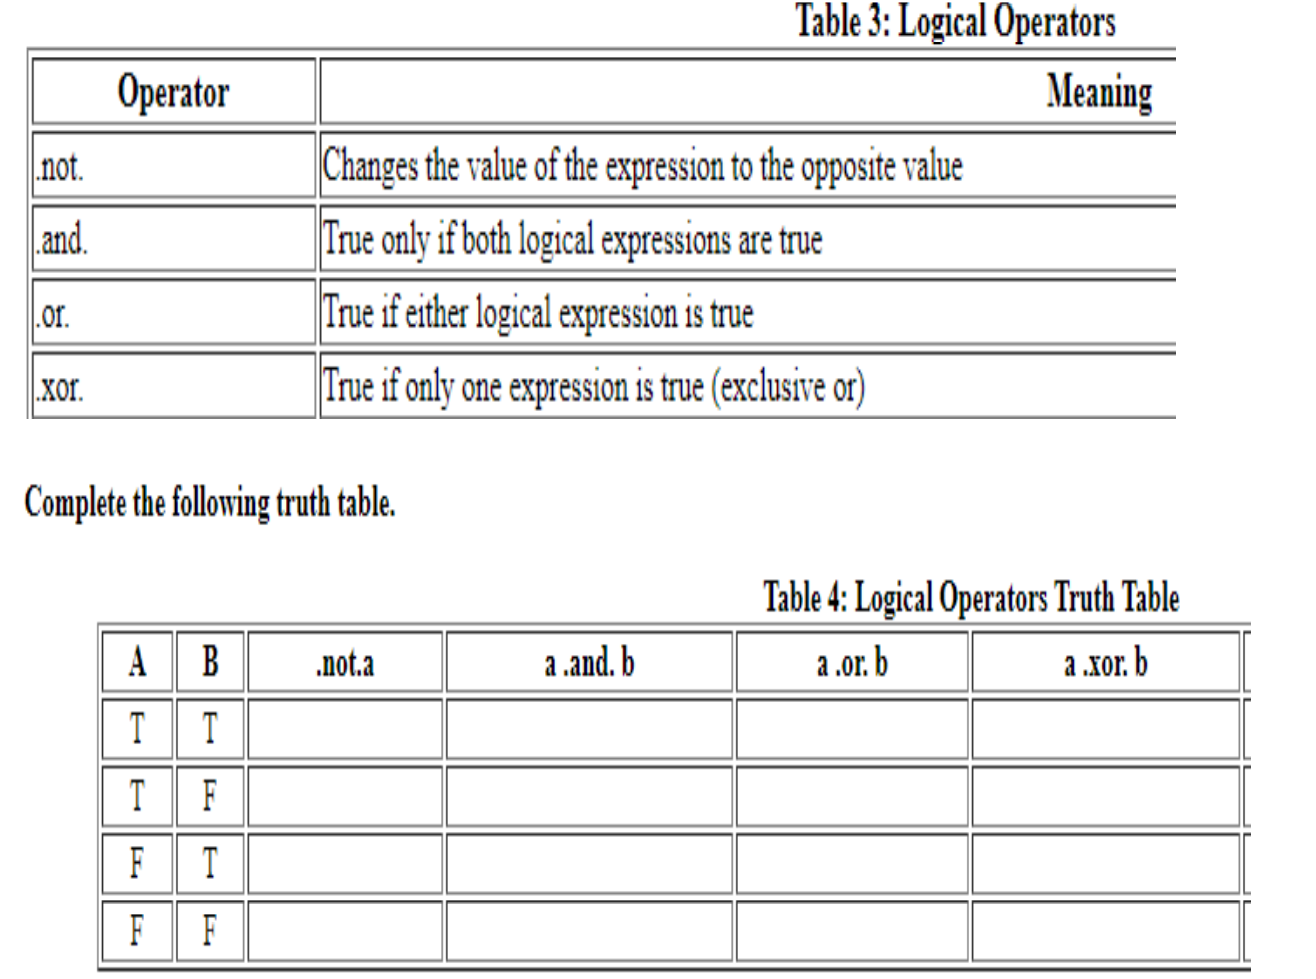 Table 3: Logical Operators
Operator Meaning
.not. Changes the value of the expression to the opposite value
.and. True only if both logical expressions are true
.or. True if either logical expression is true
.xor. True if only one expression is true (exclusive or)
Complete the following truth table.
Table 4: Logical Operators Truth Table
A B .not.a a .and. b a .or. b a .xor. b
T T
T F
F T
F F